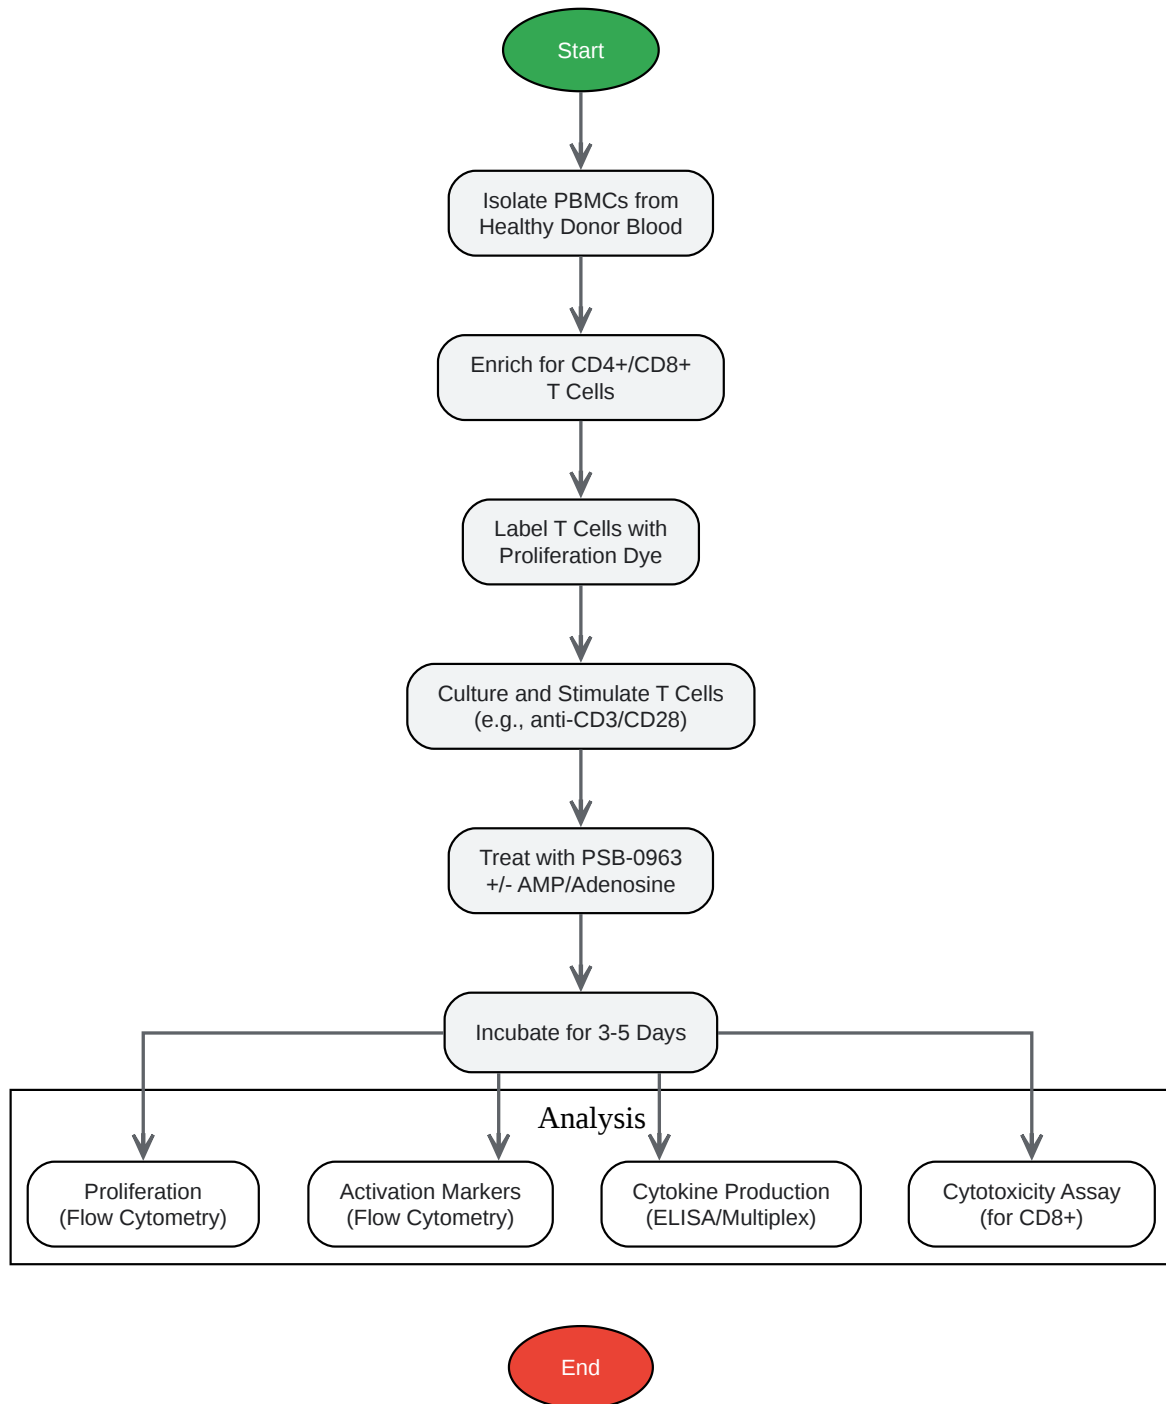 Start
Isolate PBMCs from
Healthy Donor Blood
Enrich for CD4+/CD8+
T Cells
Label T Cells with
Proliferation Dye
Culture and Stimulate T Cells
(e.g., anti-CD3/CD28)
Treat with PSB-0963
+/- AMP/Adenosine
Incubate for 3-5 Days
Analysis
Proliferation
(Flow Cytometry)
Activation Markers
(Flow Cytometry)
Cytokine Production
(ELISA/Multiplex)
Cytotoxicity Assay
(for CD8+)
End